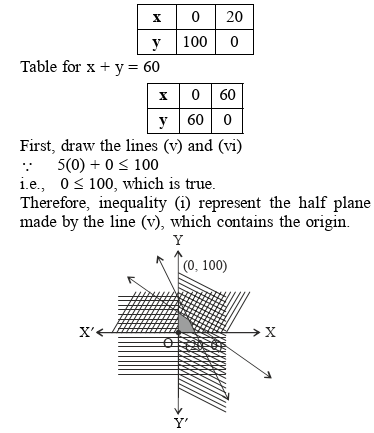 x 0 20
y 100 0
Table for x + y = 60
x 0 60
y 60 0
First, draw the lines (v) and (vi)
∵ 5(0) + 0 ≤ 100
i.e., 0 ≤ 100, which is true.
Therefore, inequality (i) represent the half plane
made by the line (v), which contains the origin.
Y
(0, 100)
X′ X
O (20, 0)
Y′